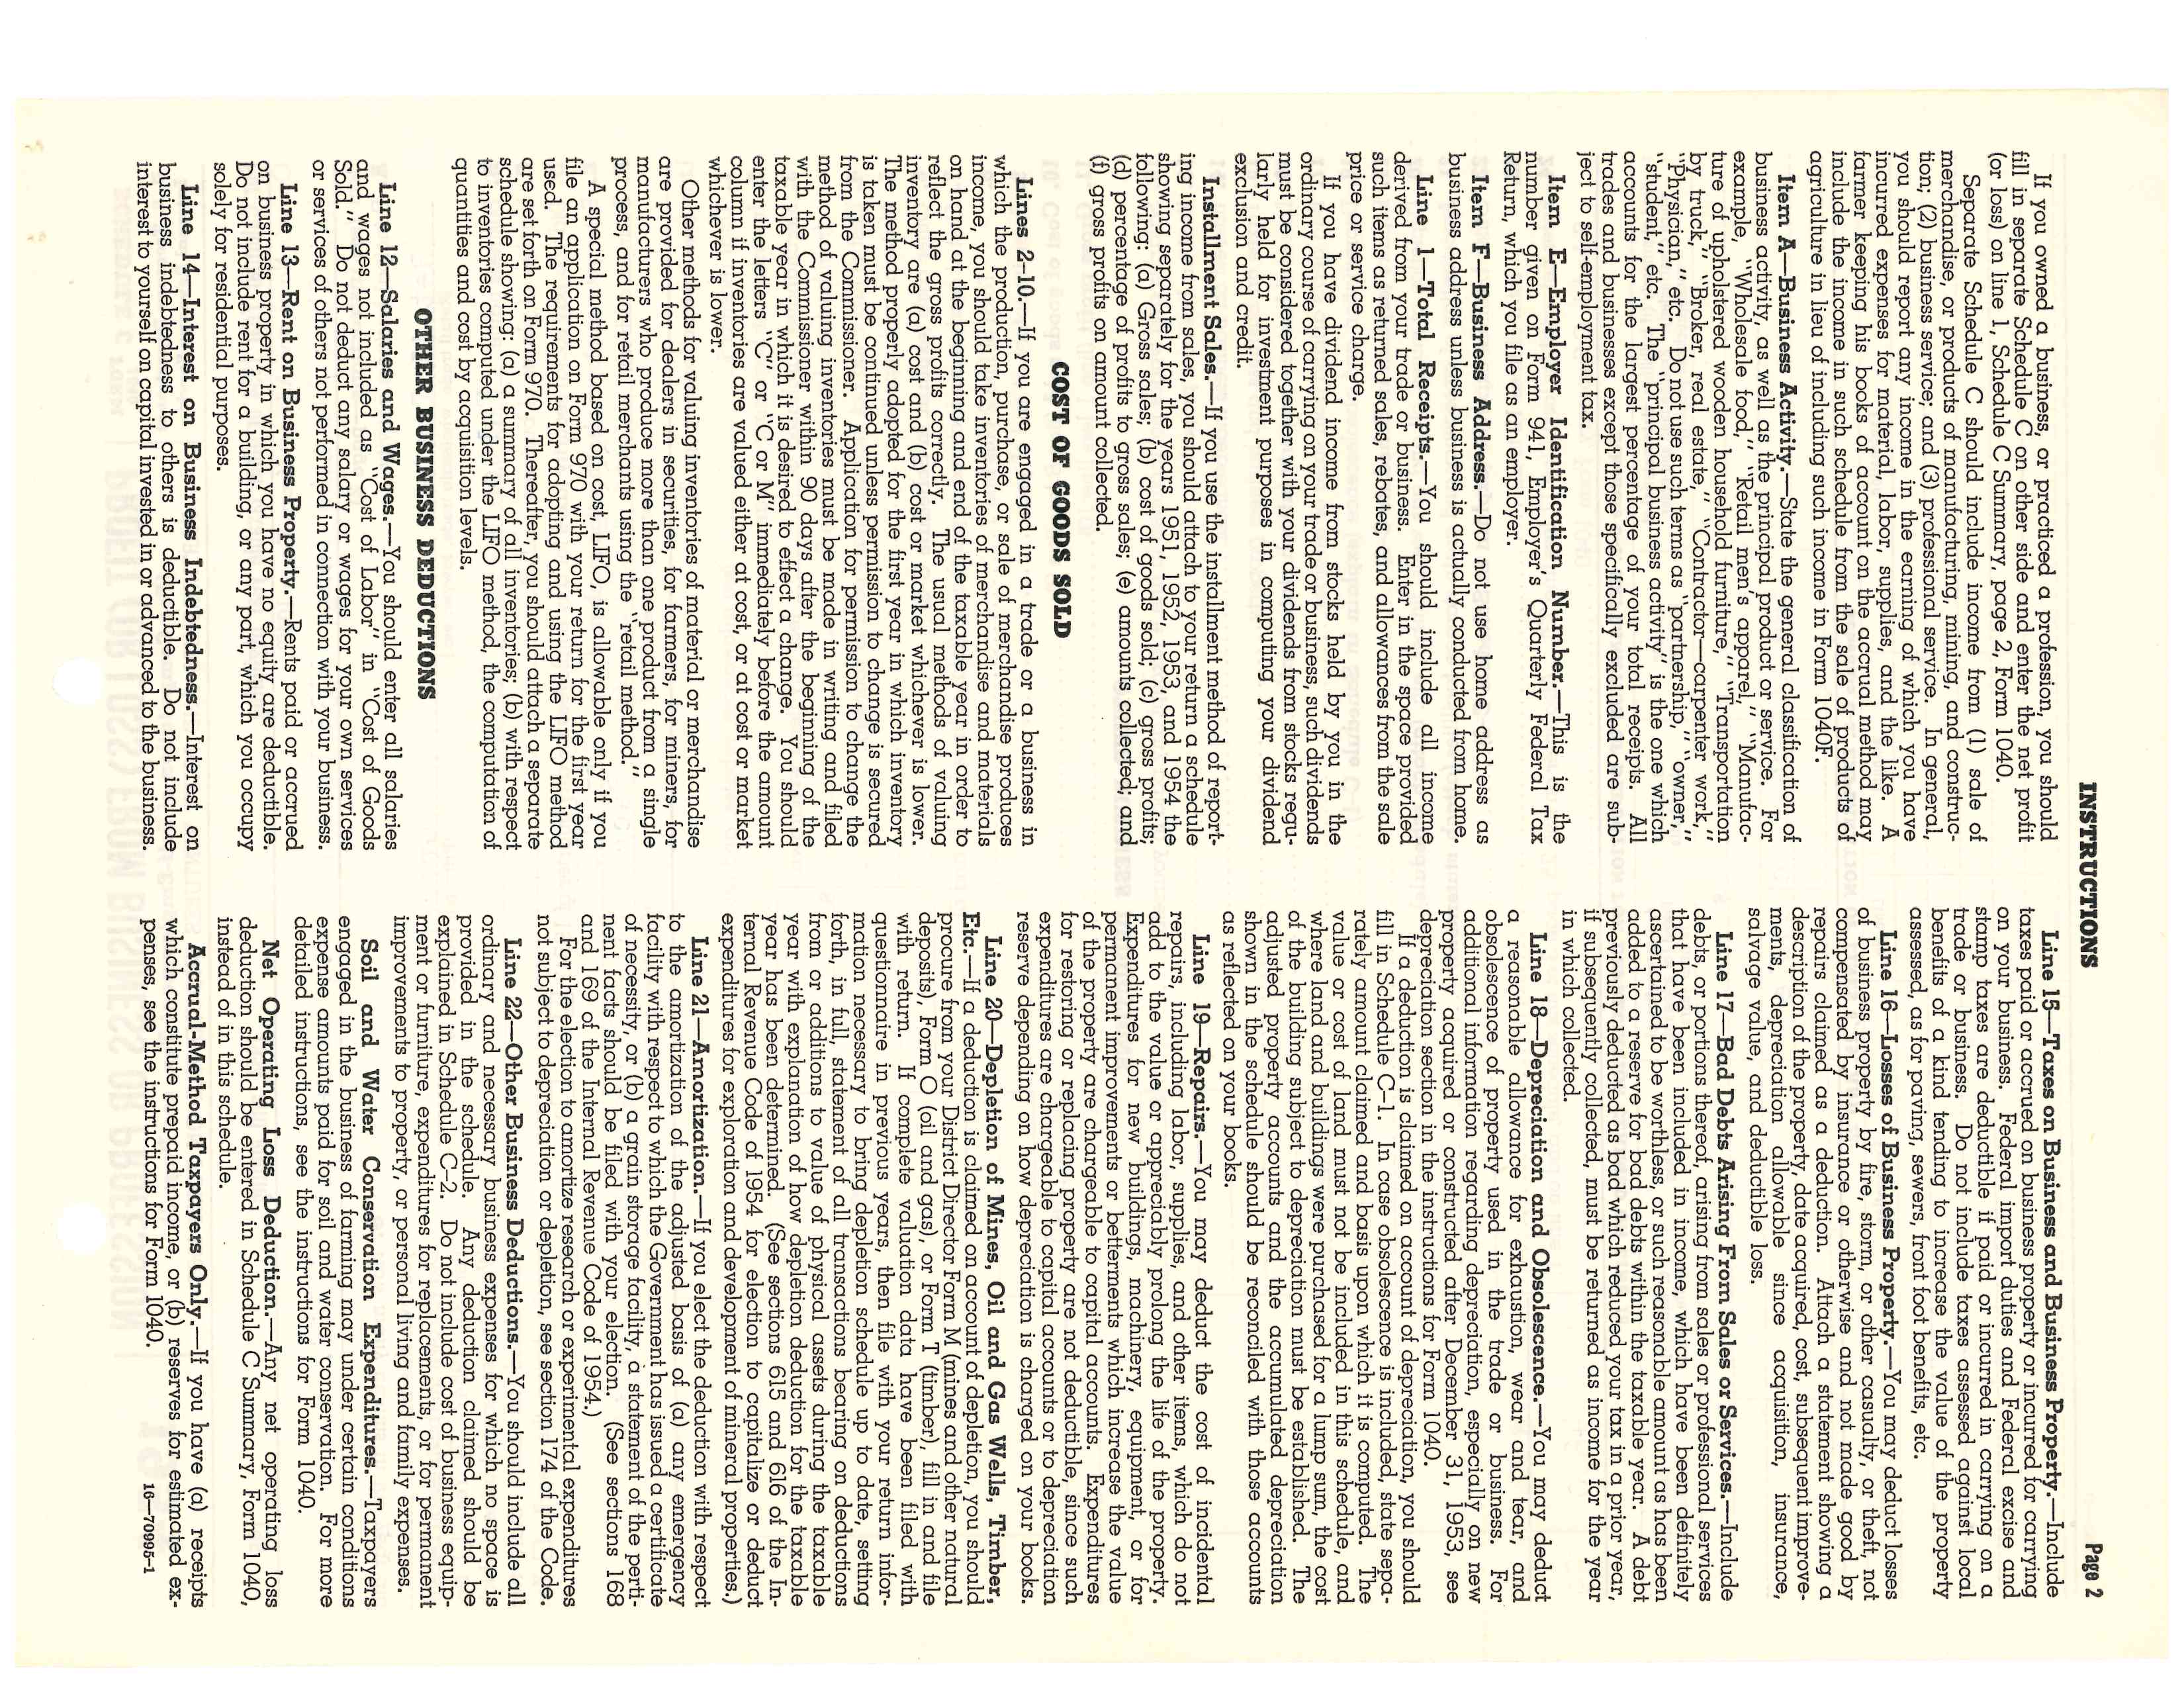 INSTRUCTIONS
Page 2
If you owned a business, or practiced a profession, you should
fill in separate Schedule C on other side and enter the net profit
(or loss) on line 1, Schedule C Summary, page 2, Form 1040.
Separate Schedule C should include income from (1) sale of
merchandise, or products of manufacturing, mining, and construc-
tion; (2) business service; and (3) professional service. In general,
you should report any income in the earning of which you have
incurred expenses for material, labor, supplies, and the like. A
farmer keeping his books of account on the accrual method may
include the income in such schedule from the sale of products of
agriculture in lieu of including such income in Form 1040F.
Item A—Business Activity.—State the general classification of
business activity, as well as the principal product or service. For
example, "Wholesale food," "Retail men's apparel," "Manufac-
ture of upholstered wooden household furniture," "Transportation
by truck," "Broker, real estate," "Contractor—carpenter work,"
"Physician," etc. Do not use such terms as "partnership," "owner,"
"student," etc. The "principal business activity" is the one which
accounts for the largest percentage of your total receipts. All
trades and businesses except those specifically excluded are sub-
ject to self-employment tax.
Item E—Employer Identification Number.—This is the
number given on Form 941, Employer's Quarterly Federal Tax
Return, which you file as an employer.
Item F—Business Address.—Do not use home address as
business address unless business is actually conducted from home.
Line 1—Total Receipts.—You should include all income
derived from your trade or business. Enter in the space provided
such items as returned sales, rebates, and allowances from the sale
price or service charge.
If you have dividend income from stocks held by you in the
ordinary course of carrying on your trade or business, such dividends
must be considered together with your dividends from stocks regu-
larly held for investment purposes in computing your dividend
exclusion and credit.
Installment Sales.—If you use the installment method of report-
ing income from sales, you should attach to your return a schedule
showing separately for the years 1951, 1952, 1953, and 1954 the
following: (a) Gross sales; (b) cost of goods sold; (c) gross profits;
(d) percentage of profits to gross sales; (e) amounts collected; and
(f) gross profits on amount collected.
COST OF GOODS SOLD
Lines 2–10.—If you are engaged in a trade or a business in
which the production, purchase, or sale of merchandise produces
income, you should take inventories of merchandise and materials
on hand at the beginning and end of the taxable year in order to
reflect the gross profits correctly. The usual methods of valuing
inventory are (a) cost and (b) cost or market whichever is lower.
The method properly adopted for the first year in which inventory
is taken must be continued unless permission to change is secured
from the Commissioner. Application for permission to change the
method of valuing inventories must be made in writing and filed
with the Commissioner within 90 days after the beginning of the
taxable year in which it is desired to effect a change. You should
enter the letters "C" or "C or M" immediately before the amount
column if inventories are valued either at cost, or at cost or market
whichever is lower.
Other methods for valuing inventories of material or merchandise
are provided for dealers in securities, for farmers, for miners, for
manufacturers who produce more than one product from a single
process, and for retail merchants using the "retail method."
A special method based on cost, LIFO, is allowable only if you
file an application on Form 970 with your return for the first year
used. The requirements for adopting and using the LIFO method
are set forth on Form 970. Thereafter, you should attach a separate
schedule showing: (a) a summary of all inventories; (b) with respect
to inventories computed under the LIFO method, the computation of
quantities and cost by acquisition levels.
OTHER BUSINESS DEDUCTIONS
Line 12—Salaries and Wages.—You should enter all salaries
and wages not included as "Cost of Labor" in "Cost of Goods
Sold." Do not deduct any salary or wages for your own services
or services of others not performed in connection with your business.
Line 13—Rent on Business Property.—Rents paid or accrued
on business property in which you have no equity are deductible.
Do not include rent for a building, or any part, which you occupy
solely for residential purposes.
Line 14—Interest on Business Indebtedness.—Interest on
business indebtedness to others is deductible. Do not include
interest to yourself on capital invested in or advanced to the business.
Line 15—Taxes on Business and Business Property.—Include
taxes paid or accrued on business property or incurred for carrying
on your business. Federal import duties and Federal excise and
stamp taxes are deductible if paid or incurred in carrying on a
trade or business. Do not include taxes assessed against local
benefits of a kind tending to increase the value of the property
assessed, as for paving, sewers, front foot benefits, etc.
Line 16—Losses of Business Property.—You may deduct losses
of business property by fire, storm, or other casualty, or theft, not
compensated by insurance or otherwise and not made good by
repairs claimed as a deduction. Attach a statement showing a
description of the property, date acquired, cost, subsequent improve-
ments, depreciation allowable since acquisition, insurance,
salvage value, and deductible loss.
Line 17—Bad Debts Arising From Sales or Services.—Include
debts, or portions thereof, arising from sales or professional services
that have been included in income, which have been definitely
ascertained to be worthless, or such reasonable amount as has been
added to a reserve for bad debts within the taxable year. A debt
previously deducted as bad which reduced your tax in a prior year,
if subsequently collected, must be returned as income for the year
in which collected.
Line 18—Depreciation and Obsolescence.—You may deduct
a reasonable allowance for exhaustion, wear and tear, and
obsolescence of property used in the trade or business. For
additional information regarding depreciation, especially on new
property acquired or constructed after December 31, 1953, see
depreciation section in the instructions for Form 1040.
If a deduction is claimed on account of depreciation, you should
fill in Schedule C–1. In case obsolescence is included, state sepa-
rately amount claimed and basis upon which it is computed. The
value or cost of land must not be included in this schedule, and
where land and buildings were purchased for a lump sum, the cost
of the building subject to depreciation must be established. The
adjusted property accounts and the accumulated depreciation
shown in the schedule should be reconciled with those accounts
as reflected on your books.
Line 19—Repairs.—You may deduct the cost of incidental
repairs, including labor, supplies, and other items, which do not
add to the value or appreciably prolong the life of the property.
Expenditures for new buildings, machinery, equipment, or for
permanent improvements or betterments which increase the value
of the property are chargeable to capital accounts. Expenditures
for restoring or replacing property are not deductible, since such
expenditures are chargeable to capital accounts or to depreciation
reserve depending on how depreciation is charged on your books.
Line 20—Depletion of Mines, Oil and Gas Wells, Timber,
Etc.—If a deduction is claimed on account of depletion, you should
procure from your District Director Form M (mines and other natural
deposits), Form O (oil and gas), or Form T (timber), fill in and file
with return. If complete valuation data have been filed with
questionnaire in previous years, then file with your return infor-
mation necessary to bring depletion schedule up to date, setting
forth, in full, statement of all transactions bearing on deductions
from or additions to value of physical assets during the taxable
year with explanation of how depletion deduction for the taxable
year has been determined. (See sections 615 and 616 of the In-
ternal Revenue Code of 1954 for election to capitalize or deduct
expenditures for exploration and development of mineral properties.)
Line 21—Amortization.—If you elect the deduction with respect
to the amortization of the adjusted basis of (a) any emergency
facility with respect to which the Government has issued a certificate
of necessity, or (b) a grain storage facility, a statement of the perti-
nent facts should be filed with your election. (See sections 168
and 169 of the Internal Revenue Code of 1954.)
For the election to amortize research or experimental expenditures
not subject to depreciation or depletion, see section 174 of the Code.
Line 22—Other Business Deductions.—You should include all
ordinary and necessary business expenses for which no space is
provided in the schedule. Any deduction claimed should be
explained in Schedule C–2. Do not include cost of business equip-
ment or furniture, expenditures for replacements, or for permanent
improvements to property, or personal living and family expenses.
Soil and Water Conservation Expenditures.—Taxpayers
engaged in the business of farming may under certain conditions
expense amounts paid for soil and water conservation. For more
detailed instructions, see the instructions for Form 1040.
Net Operating Loss Deduction.—Any net operating loss
deduction should be entered in Schedule C Summary, Form 1040,
instead of in this schedule.
Accrual-Method Taxpayers Only.—If you have (a) receipts
which constitute prepaid income, or (b) reserves for estimated ex-
penses, see the instructions for Form 1040.
16—70995-1